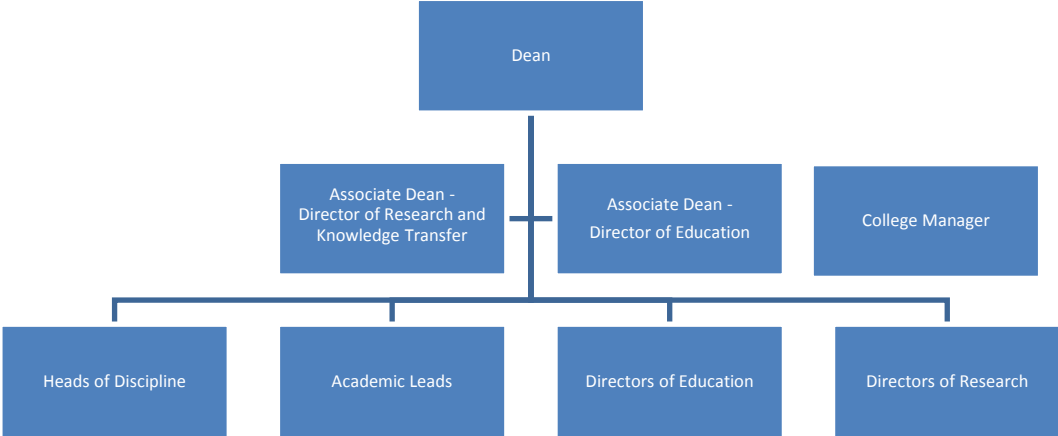 Dean
Associate Dean -
Director of Research and
Knowledge Transfer
Associate Dean -
Director of Education
College Manager
Heads of Discipline
Academic Leads
Directors of Education
Directors of Research